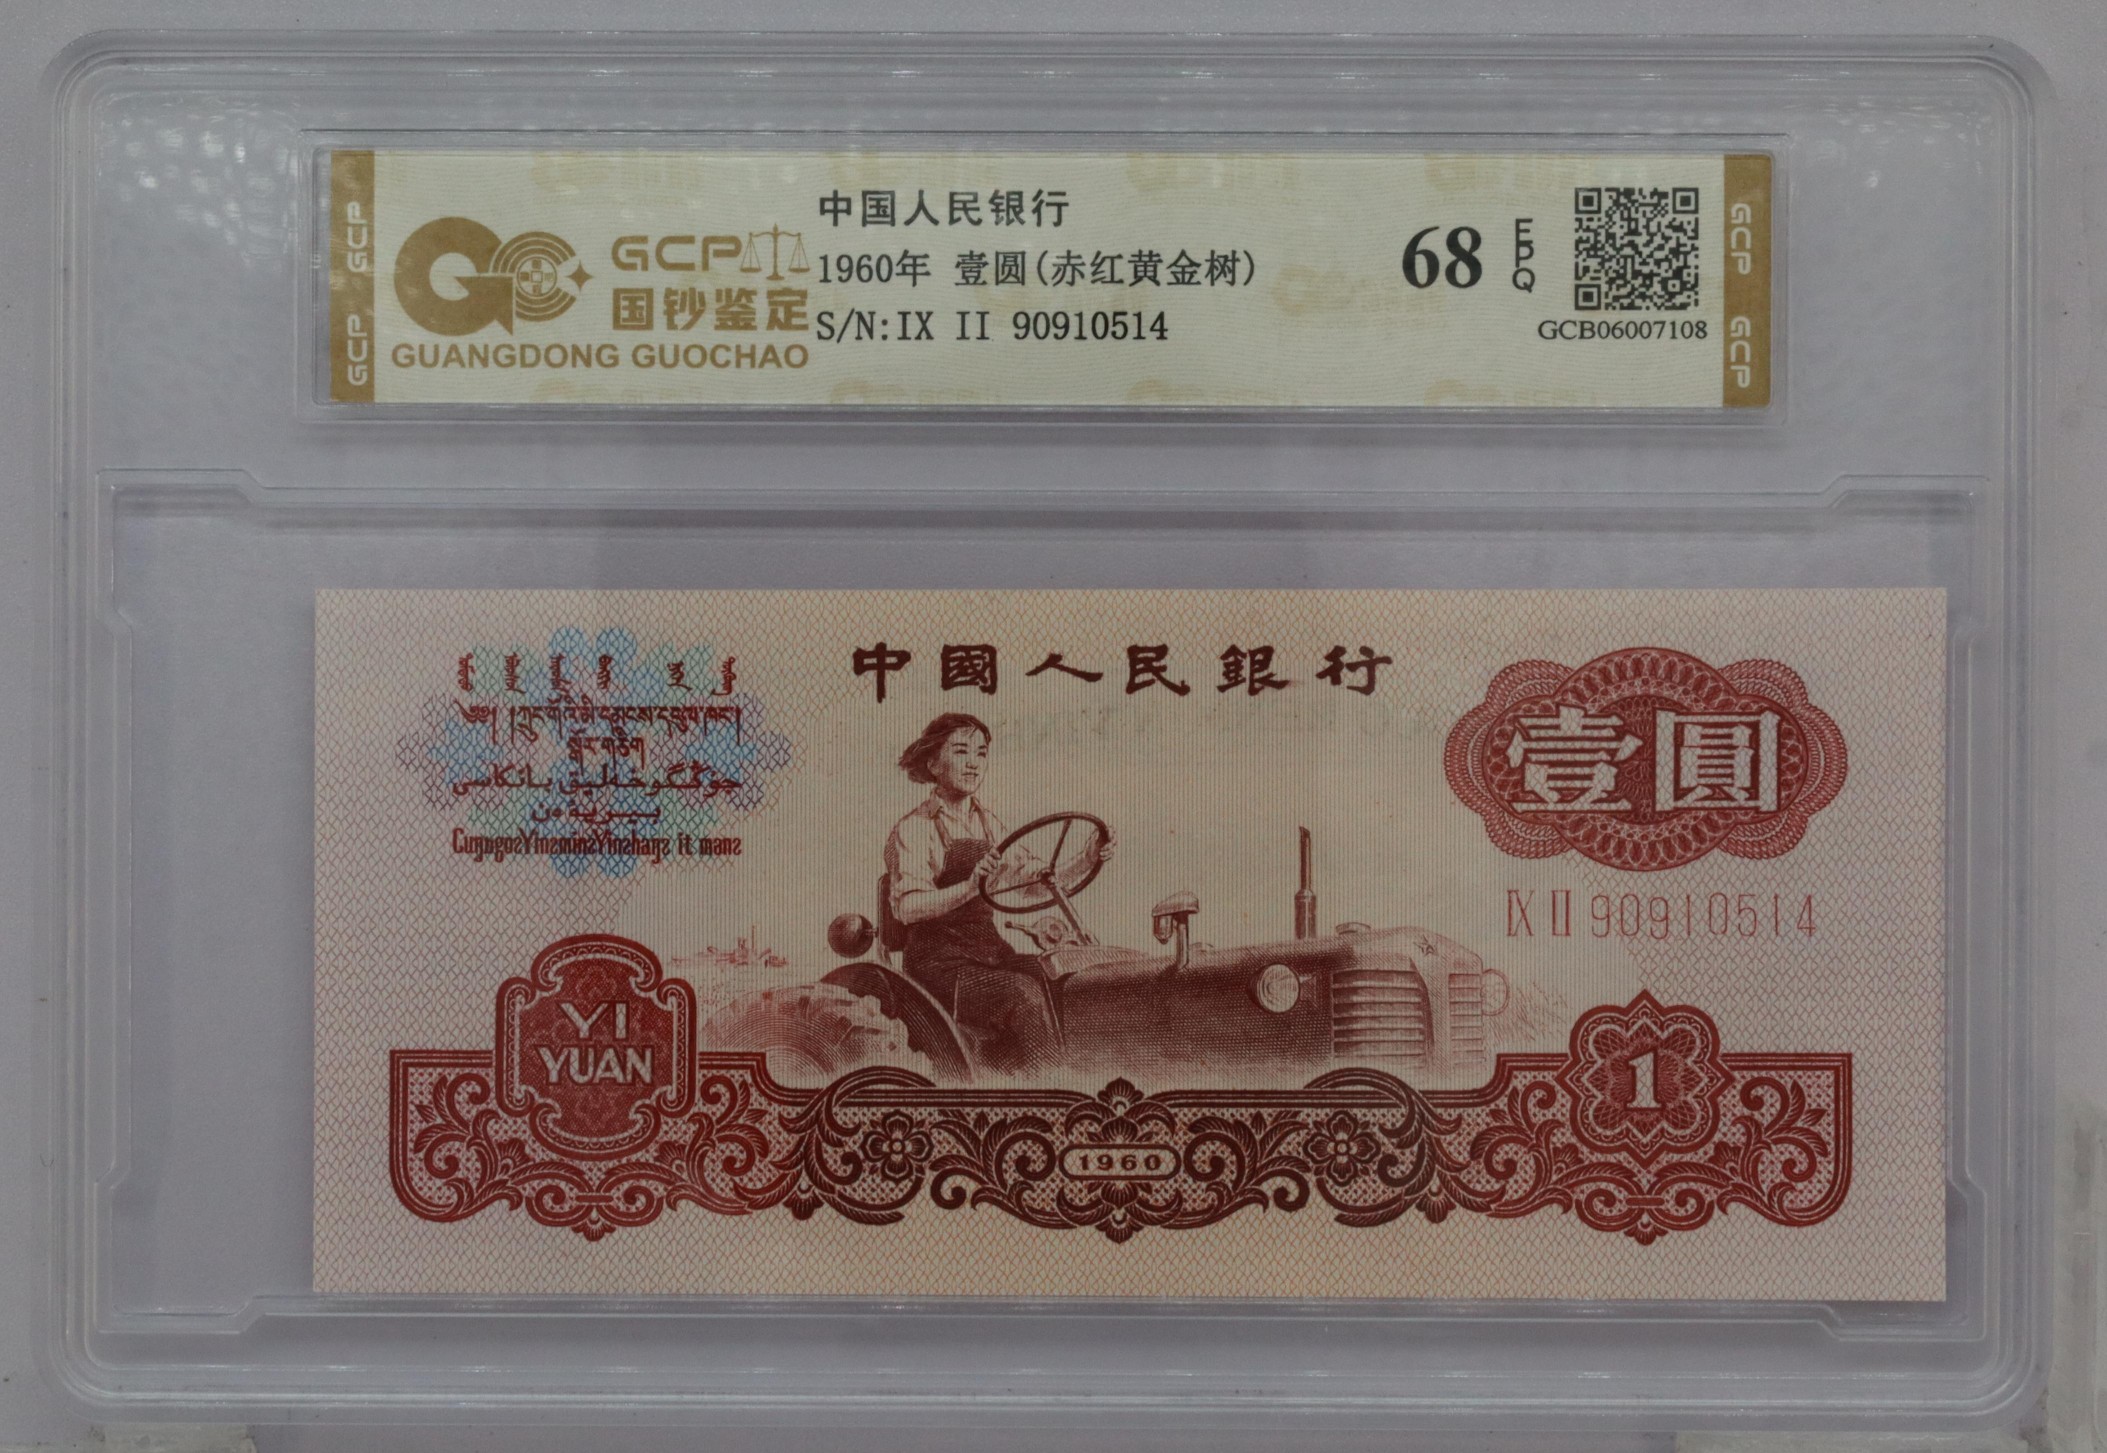 GCP GCP
GCP
国钞鉴定
GUANGDONG GUOCHAO
中国人民银行
1960年 壹圆(赤红黄金树)
S/N:IX II 90910514
68 EPQ
GCB06007108
GCP GCP
中國人民銀行
壹圓
IX II 90910514
YI
YUAN
1960
1